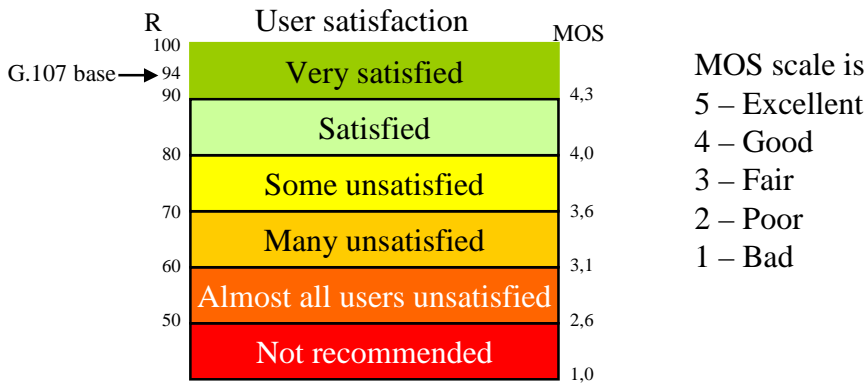 R
User satisfaction
MOS
100
G.107 base
94
Very satisfied
90
4,3
Satisfied
80
4,0
Some unsatisfied
70
3,6
Many unsatisfied
60
3,1
Almost all users unsatisfied
50
2,6
Not recommended
1,0
MOS scale is
5 – Excellent
4 – Good
3 – Fair
2 – Poor
1 – Bad